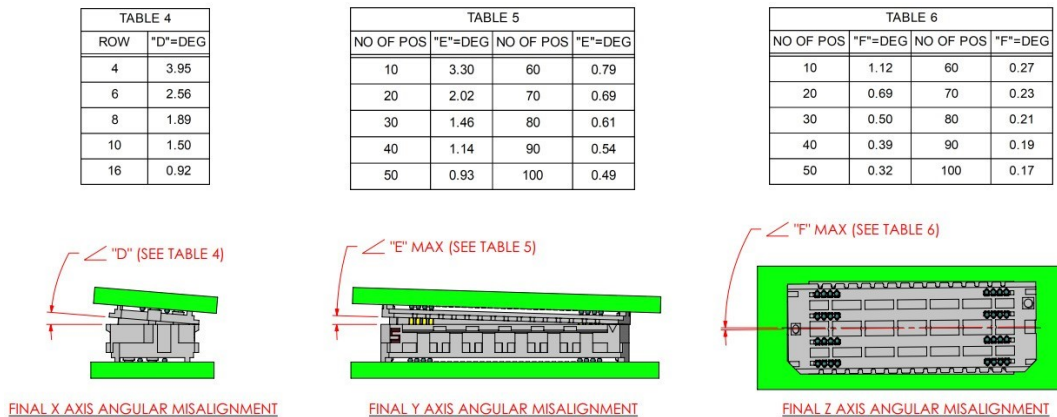 TABLE 4
ROW "D"=DEG
4 3.95
6 2.56
8 1.89
10 1.50
16 0.92
TABLE 5
NO OF POS "E"=DEG NO OF POS "E"=DEG
10 3.30 60 0.79
20 2.02 70 0.69
30 1.46 80 0.61
40 1.14 90 0.54
50 0.93 100 0.49
TABLE 6
NO OF POS "F"=DEG NO OF POS "F"=DEG
10 1.12 60 0.27
20 0.69 70 0.23
30 0.50 80 0.21
40 0.39 90 0.19
50 0.32 100 0.17
∠ "D" (SEE TABLE 4)
∠ "E" MAX (SEE TABLE 5)
∠ "F" MAX (SEE TABLE 6)
FINAL X AXIS ANGULAR MISALIGNMENT
FINAL Y AXIS ANGULAR MISALIGNMENT
FINAL Z AXIS ANGULAR MISALIGNMENT